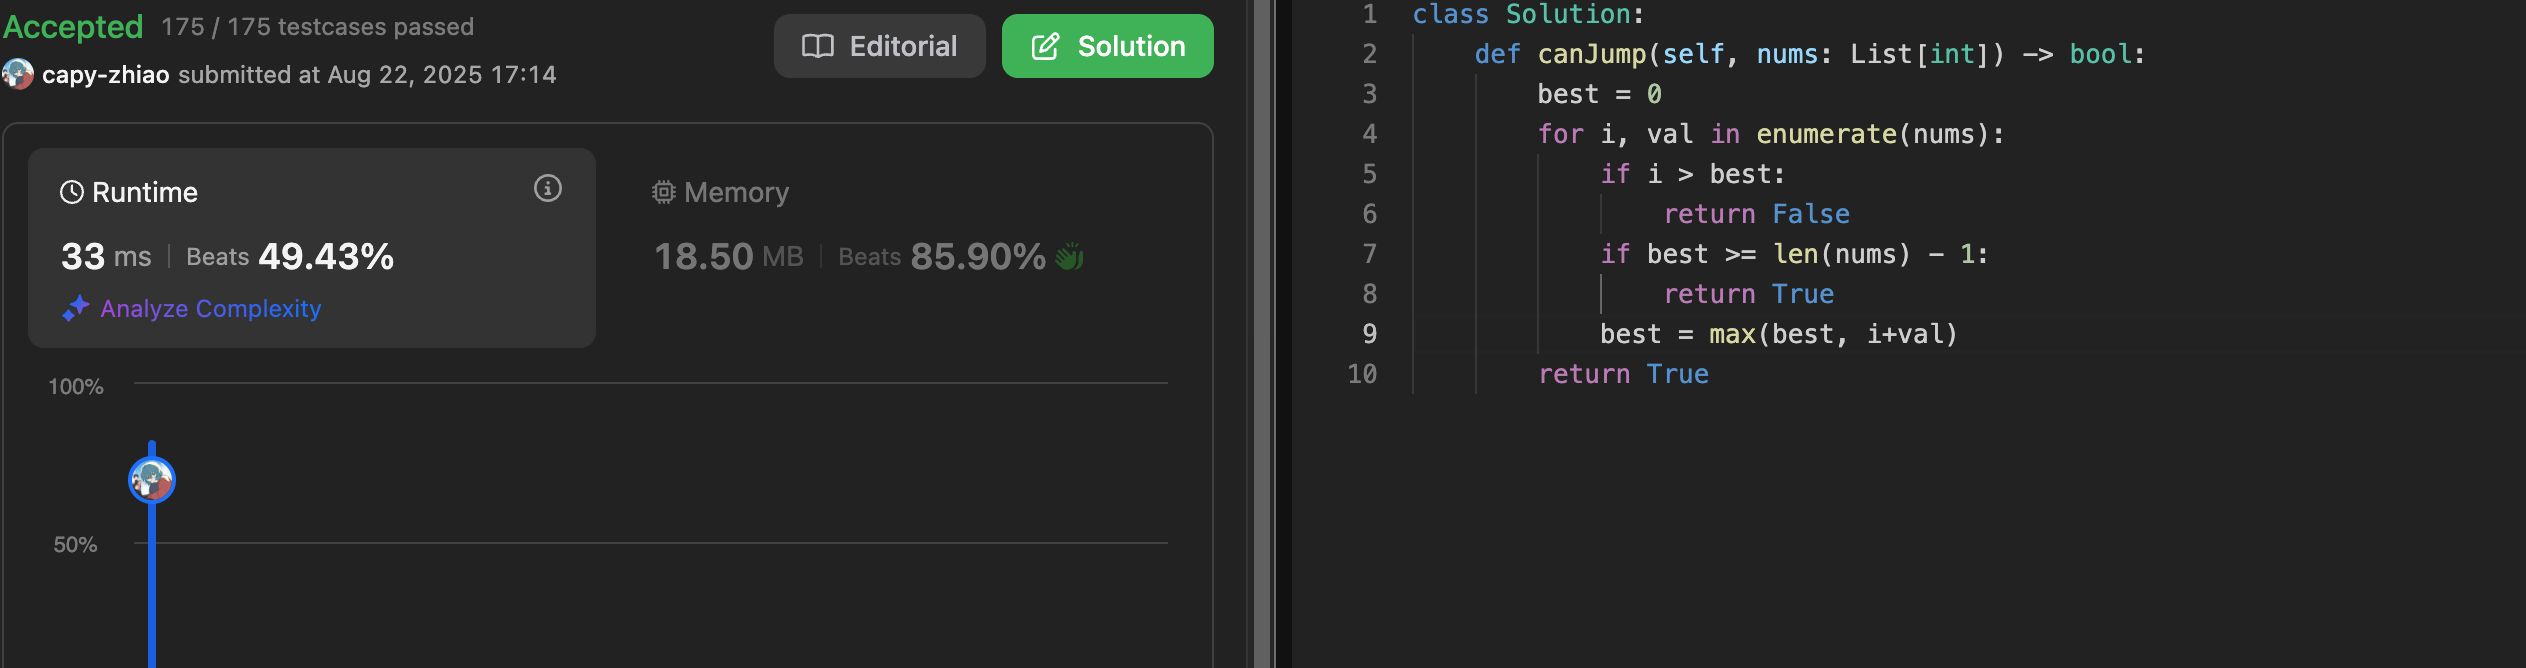 Accepted 175 / 175 testcases passed
capy-zhiao submitted at Aug 22, 2025 17:14
Editorial
Solution
Runtime
33 ms | Beats 49.43%
Analyze Complexity
Memory
18.50 MB | Beats 85.90%
100%
50%
1 class Solution:
2     def canJump(self, nums: List[int]) -> bool:
3         best = 0
4         for i, val in enumerate(nums):
5             if i > best:
6                 return False
7             if best >= len(nums) - 1:
8                 return True
9             best = max(best, i+val)
10         return True